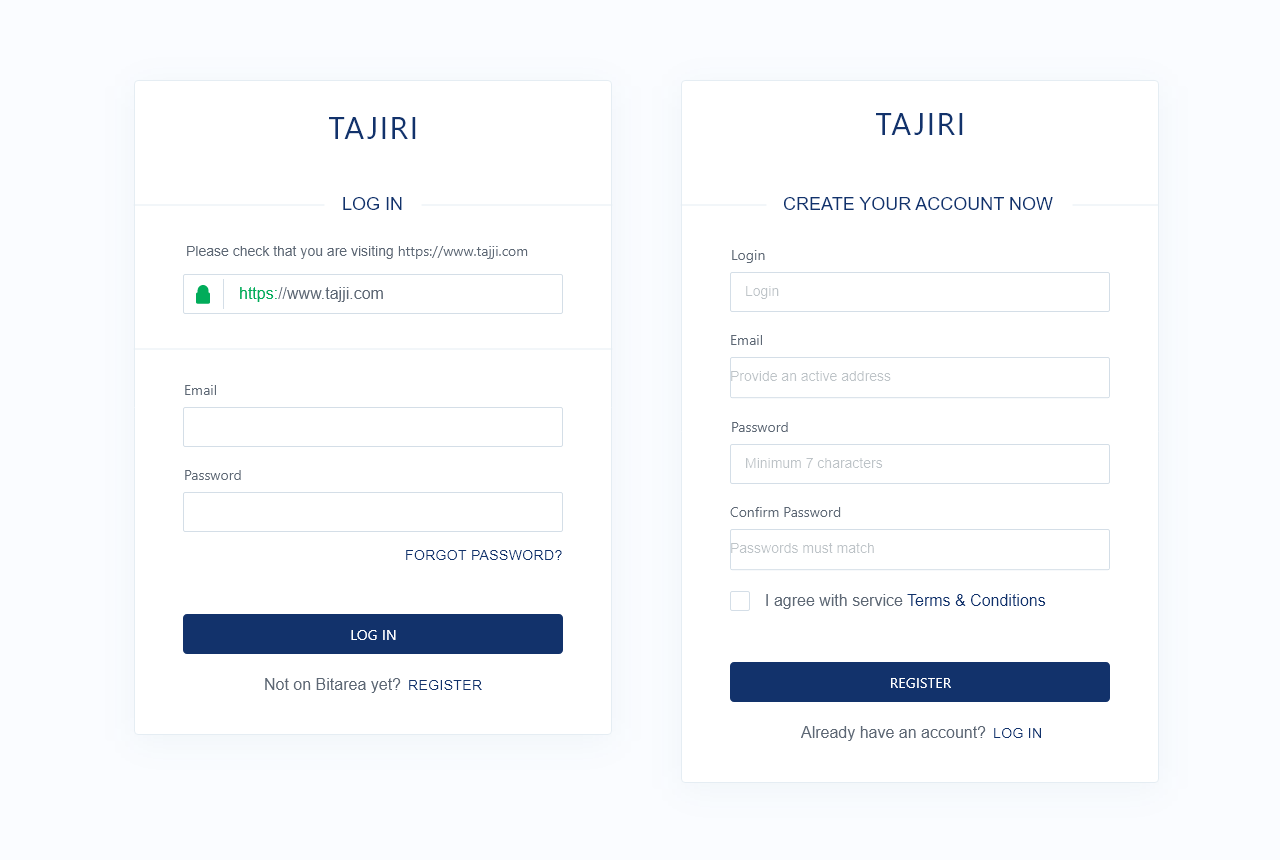 TAJIRI
LOG IN
Please check that you are visiting https://www.tajji.com
https://www.tajji.com
Email
Password
FORGOT PASSWORD?
LOG IN
Not on Bitarea yet? REGISTER
TAJIRI
CREATE YOUR ACCOUNT NOW
Login
Login
Email
Provide an active address
Password
Minimum 7 characters
Confirm Password
Passwords must match
I agree with service Terms & Conditions
REGISTER
Already have an account? LOG IN